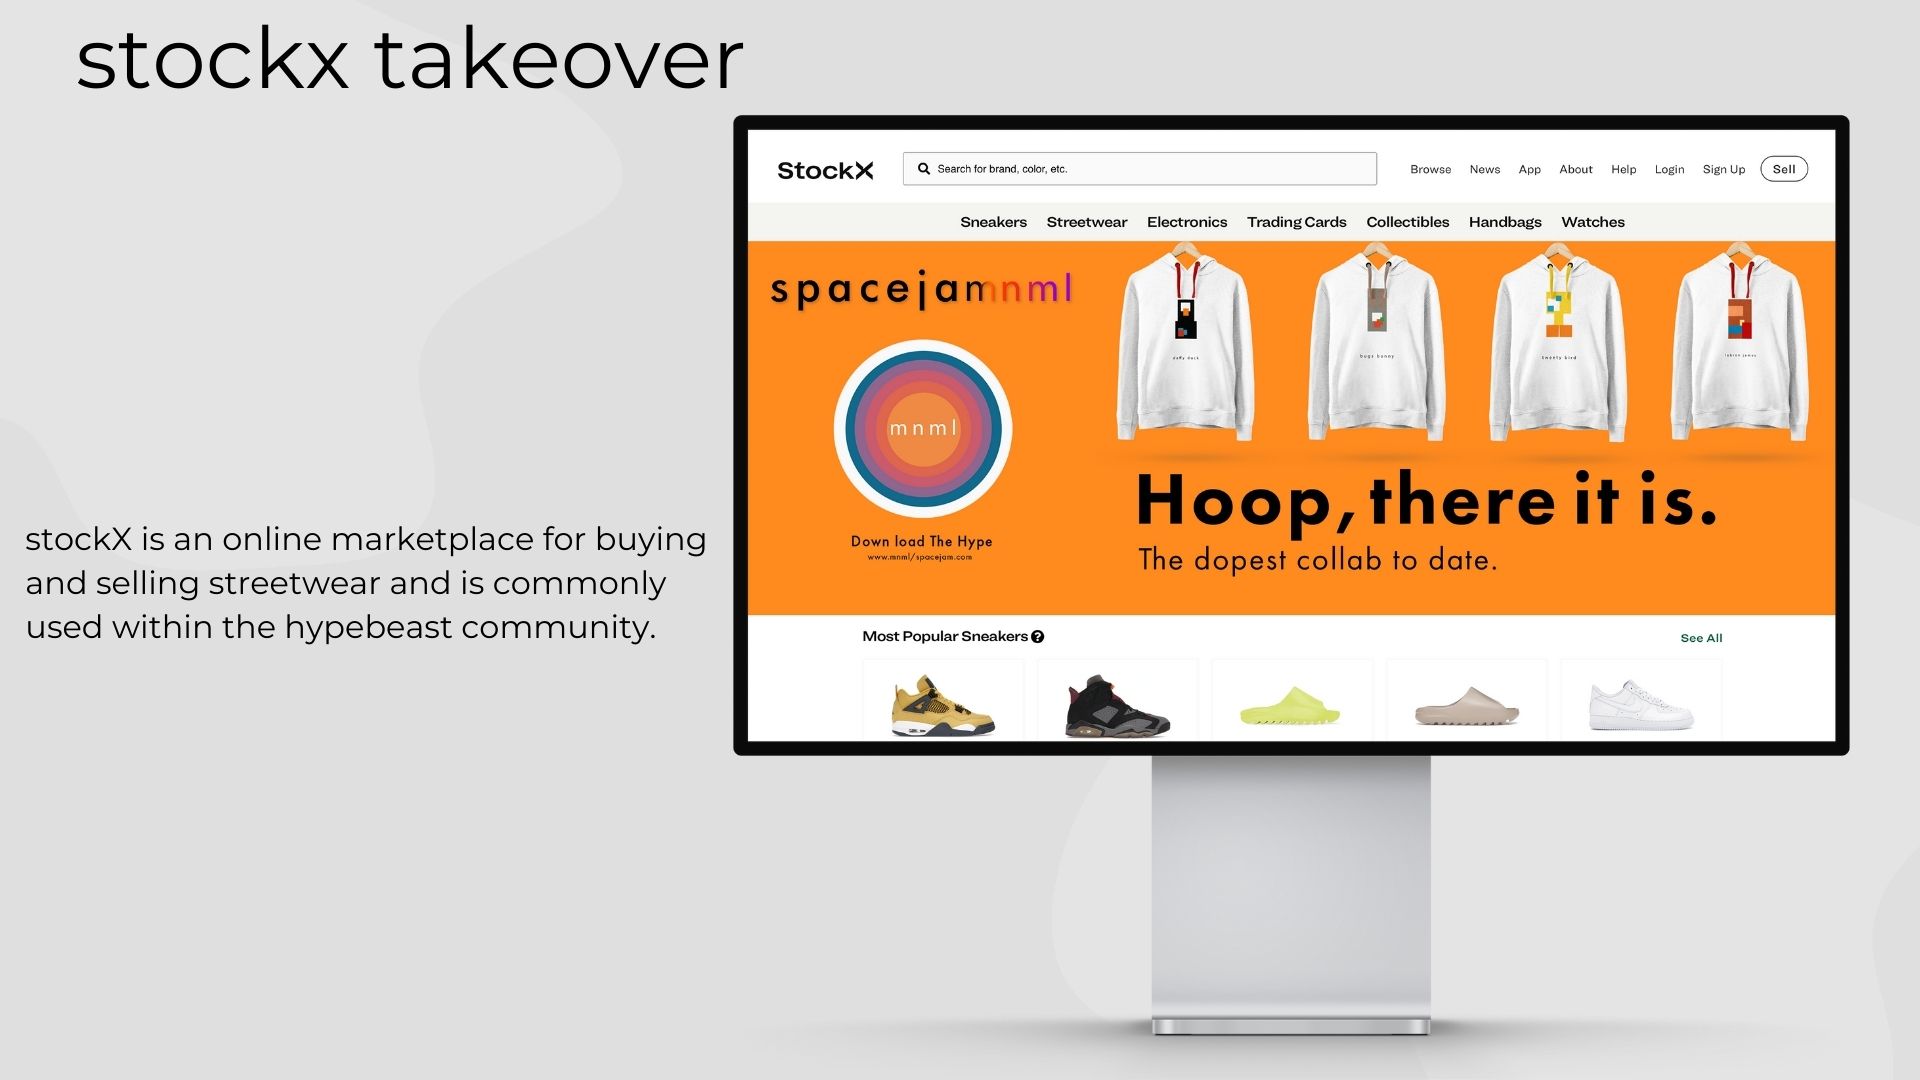 stockx takeover
stockX is an online marketplace for buying
and selling streetwear and is commonly
used within the hypebeast community.
StockX
Search for brand, color, etc.
Browse News App About Help Login Sign Up Sell
Sneakers Streetwear Electronics Trading Cards Collectibles Handbags Watches
spacejamnml
mnml
Down load The Hype
www.mnml/spacejam.com
daffy duck
bugs bunny
tweety bird
lebron james
Hoop, there it is.
The dopest collab to date.
Most Popular Sneakers ?
See All